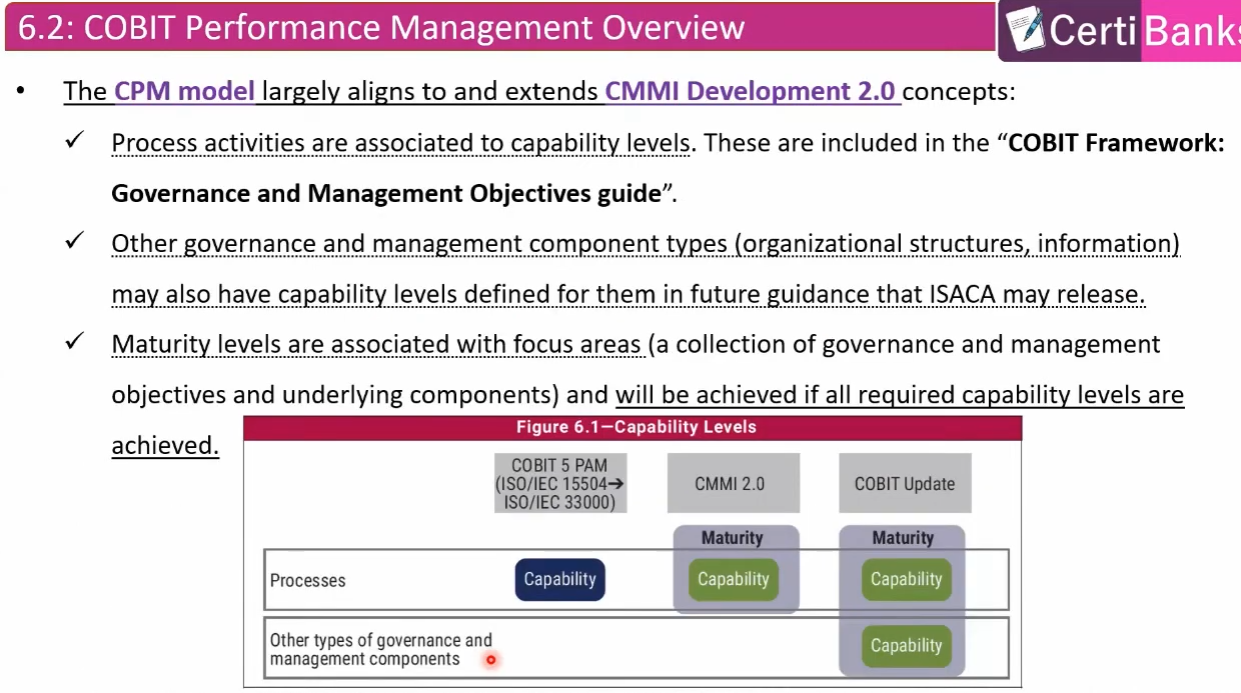 6.2: COBIT Performance Management Overview
Certi Banks
• The CPM model largely aligns to and extends CMMI Development 2.0 concepts:
✓ Process activities are associated to capability levels. These are included in the “COBIT Framework:
Governance and Management Objectives guide”.
✓ Other governance and management component types (organizational structures, information)
may also have capability levels defined for them in future guidance that ISACA may release.
✓ Maturity levels are associated with focus areas (a collection of governance and management
objectives and underlying components) and will be achieved if all required capability levels are
achieved.
Figure 6.1—Capability Levels
COBIT 5 PAM
(ISO/IEC 15504→
ISO/IEC 33000)
CMMI 2.0
COBIT Update
Maturity
Maturity
Processes
Capability
Capability
Capability
Other types of governance and
management components
Capability